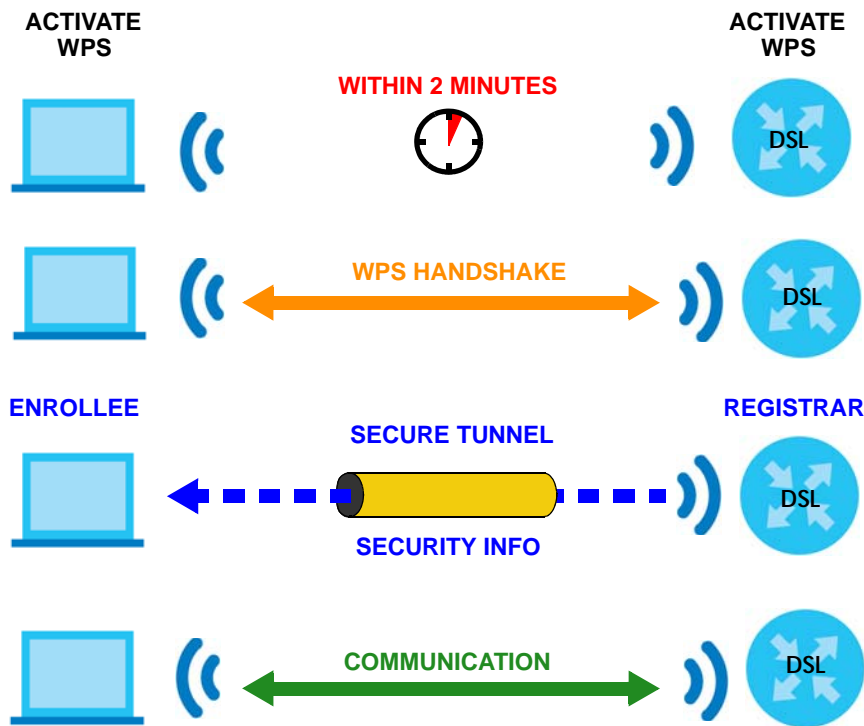 ACTIVATE
WPS
ACTIVATE
WPS
WITHIN 2 MINUTES
DSL
WPS HANDSHAKE
DSL
ENROLLEE
REGISTRAR
SECURE TUNNEL
DSL
SECURITY INFO
COMMUNICATION
DSL